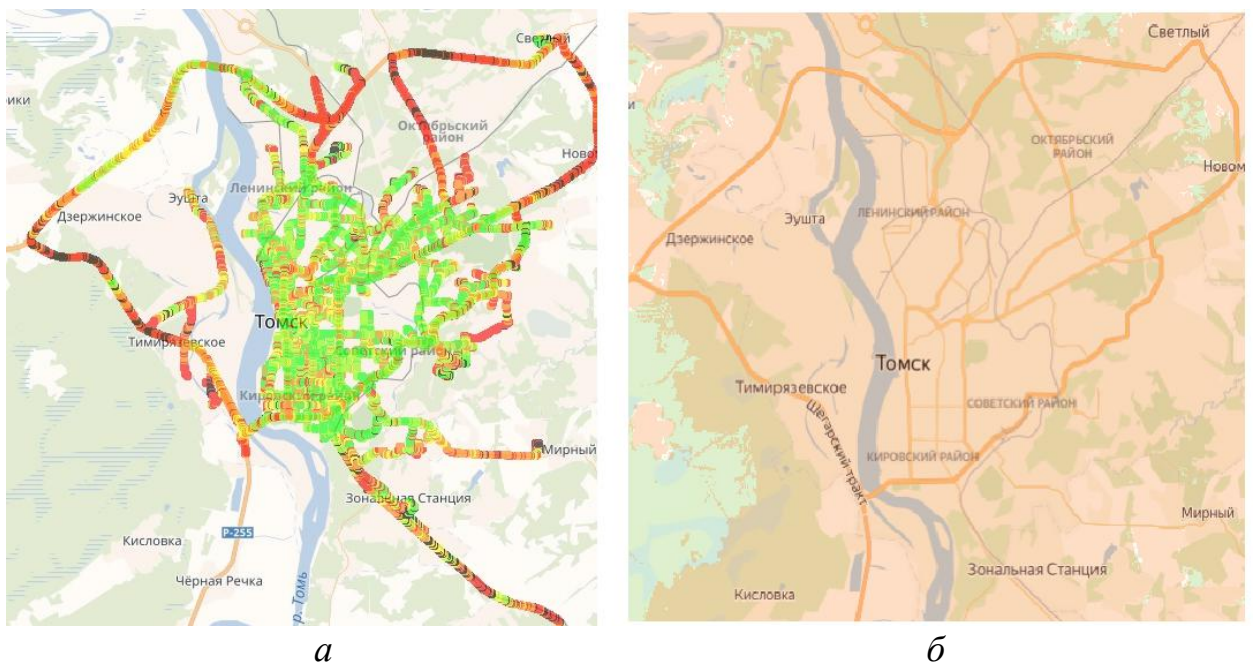 Светлый
рики
Октябрьский
район
Ново
Ленинский район
Эушта
Дзержинское
Томск
Тимирязевское
Советский район
Кировский район
Мирный
Зональная Станция
Р-255
Кисловка
Чёрная Речка
р. Томь
а
Светлый
и
ОКТЯБРЬСКИЙ
РАЙОН
Новом
Эушта
ЛЕНИНСКИЙ РАЙОН
Дзержинское
Томск
Тимирязевское
СОВЕТСКИЙ РАЙОН
Шегарский тракт
КИРОВСКИЙ РАЙОН
Мирный
Зональная Станция
Кисловка
б